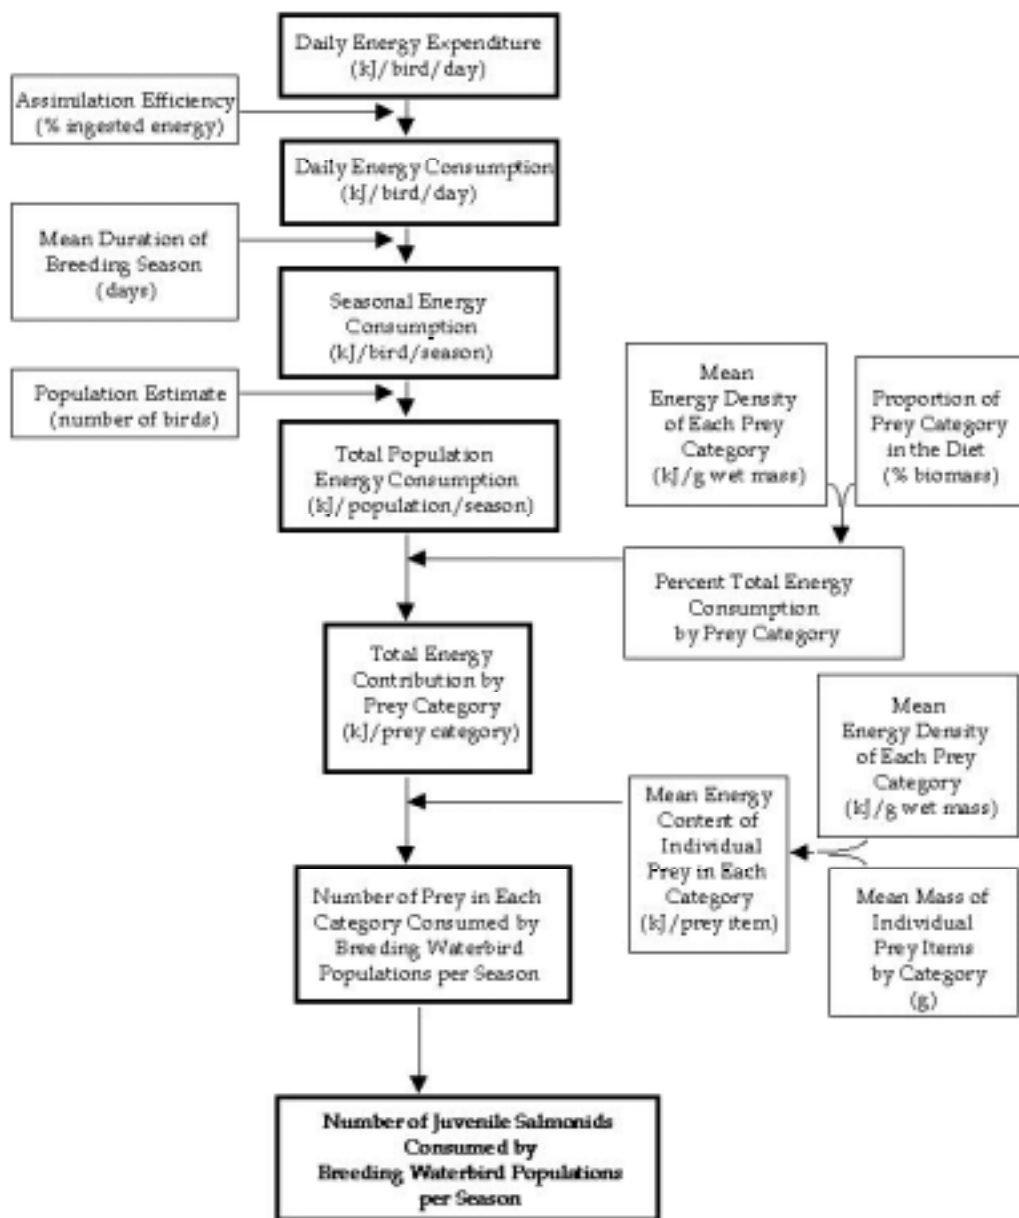 Daily Energy Expenditure
(kJ/bird/day)
Assimilation Efficiency
(% ingested energy)
Daily Energy Consumption
(kJ/bird/day)
Mean Duration of
Breeding Season
(days)
Seasonal Energy
Consumption
(kJ/bird/season)
Population Estimate
(number of birds)
Total Population
Energy Consumption
(kJ/population/season)
Mean
Energy Density
of Each Prey
Category
(kJ/g wet mass)
Proportion of
Prey Category
in the Diet
(% biomass)
Percent Total Energy
Consumption
by Prey Category
Total Energy
Contribution by
Prey Category
(kJ/prey category)
Mean
Energy Density
of Each Prey
Category
(kJ/g wet mass)
Mean Energy
Content of
Individual
Prey in Each
Category
(kJ/prey item)
Mean Mass of
Individual
Prey Items
by Category
(g)
Number of Prey in Each
Category Consumed by
Breeding Waterbird
Populations per Season
Number of Juvenile Salmonids
Consumed by
Breeding Waterbird Populations
per Season